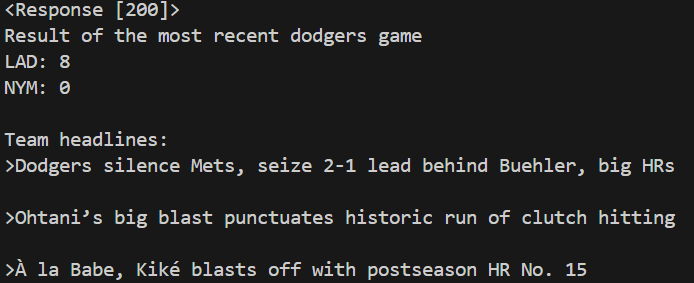 <Response [200]>
Result of the most recent dodgers game
LAD: 8
NYM: 0
Team headlines:
>Dodgers silence Mets, seize 2-1 lead behind Buehler, big HRs
>Ohtani’s big blast punctuates historic run of clutch hitting
>À la Babe, Kiké blasts off with postseason HR No. 15